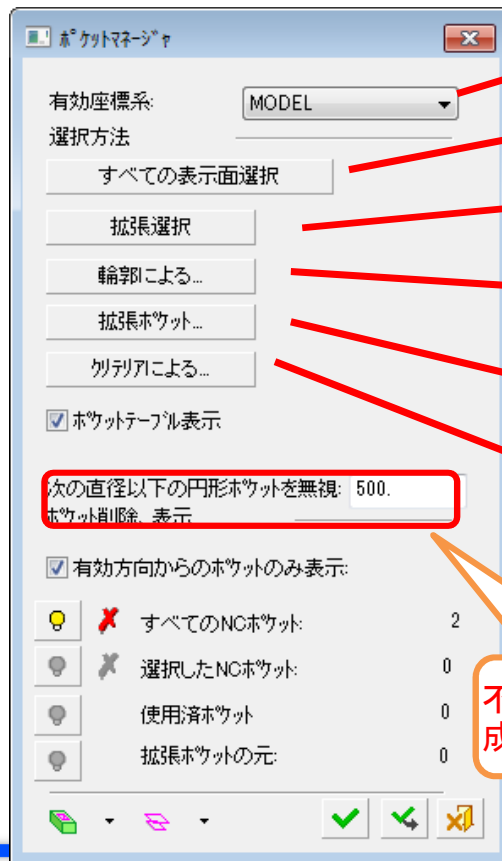 ポケットマネージャ
有効座標系: MODEL
選択方法
すべての表示面選択
拡張選択
輪郭による...
拡張ポケット...
クリテリアによる...
ポケットテーブル表示
次の直径以下の円形ポケットを無視: 500.
ポケット削除、表示
有効方向からのポケットのみ表示:
すべてのNCポケット: 2
選択したNCポケット: 0
使用済ポケット 0
拡張ポケットの元: 0
不
成